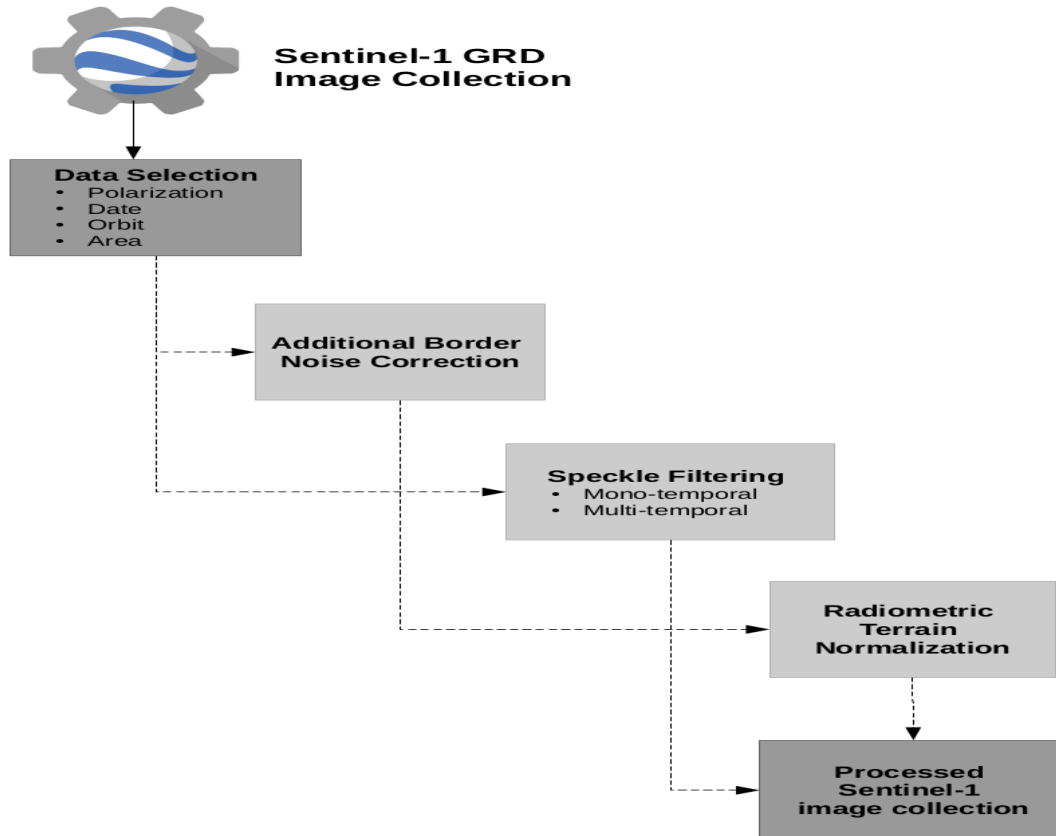 Sentinel-1 GRD
Image Collection
Data Selection
• Polarization
• Date
• Orbit
• Area
Additional Border
Noise Correction
Speckle Filtering
• Mono-temporal
• Multi-temporal
Radiometric
Terrain
Normalization
Processed
Sentinel-1
image collection